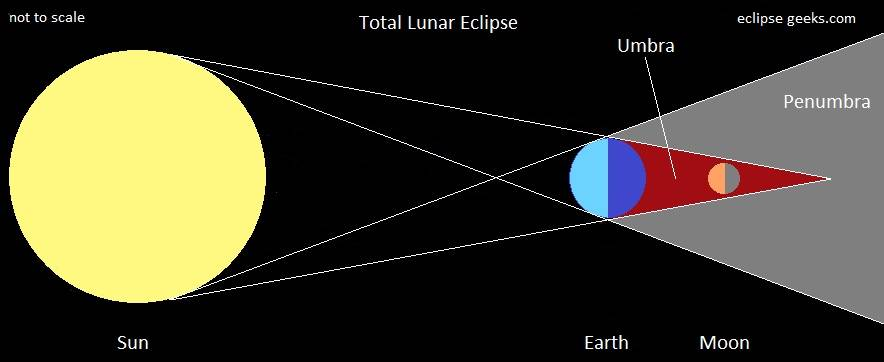 not to scale
Total Lunar Eclipse
eclipse geeks.com
Umbra
Penumbra
Sun
Earth
Moon